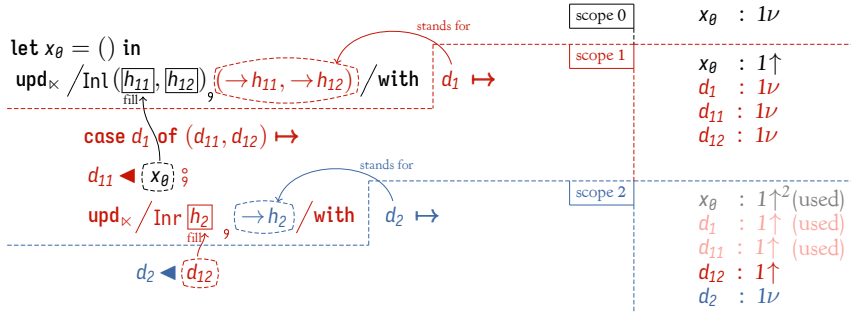 scope 0 x₀ : 1ν
stands for
let x₀ = () in
scope 1
upd⋉ ╱Inl (h₁₁, h₁₂) , (→h₁₁, →h₁₂) ╱with d₁ ↦
x₀ : 1↑
fill
d₁ : 1ν
d₁₁ : 1ν
case d₁ of (d₁₁, d₁₂) ↦
d₁₂ : 1ν
stands for
d₁₁ ◀ x₀ ⨟
scope 2
x₀ : 1↑² (used)
upd⋉ ╱Inr h₂ , →h₂ ╱with d₂ ↦
d₁ : 1↑ (used)
fill
d₁₁ : 1↑ (used)
d₂ ◀ d₁₂
d₁₂ : 1↑
d₂ : 1ν